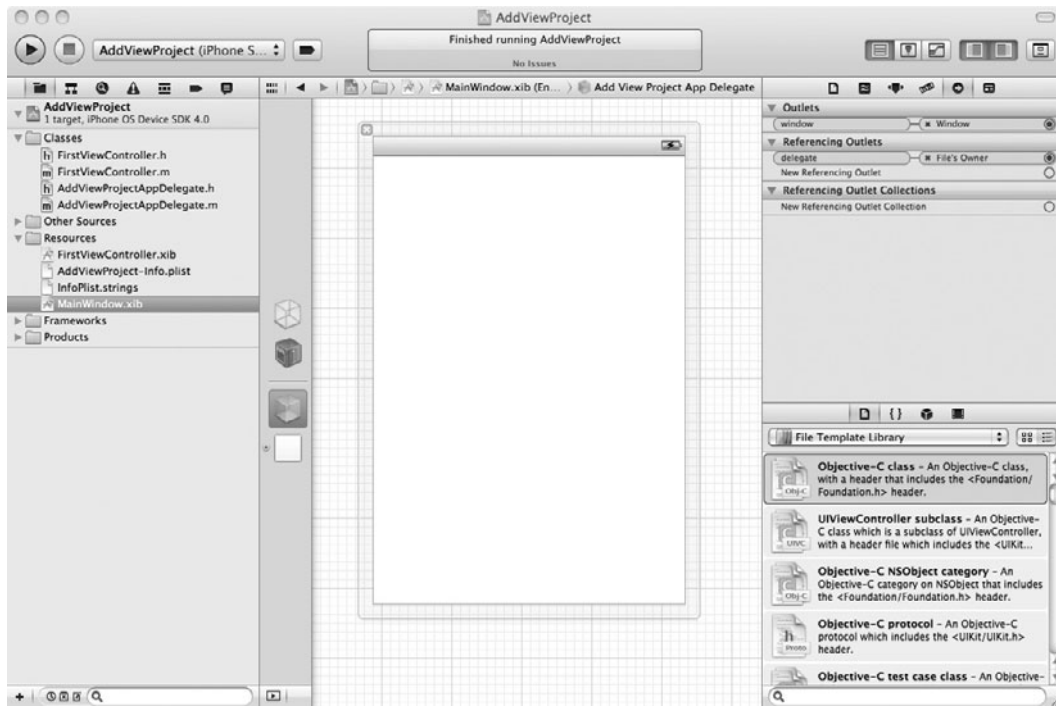 AddViewProject
AddViewProject (iPhone S...
Finished running AddViewProject
No Issues
MainWindow.xib (En...
Add View Project App Delegate
AddViewProject
1 target, iPhone OS Device SDK 4.0
Classes
h FirstViewController.h
m FirstViewController.m
h AddViewProjectAppDelegate.h
m AddViewProjectAppDelegate.m
Other Sources
Resources
FirstViewController.xib
AddViewProject-Info.plist
InfoPlist.strings
MainWindow.xib
Frameworks
Products
Outlets
window
Window
Referencing Outlets
delegate
File's Owner
New Referencing Outlet
Referencing Outlet Collections
New Referencing Outlet Collection
{}
File Template Library
Obj-C
Objective-C class – An Objective-C class,
with a header that includes the <Foundation/
Foundation.h> header.
UIVC
UIViewController subclass – An Objective-
C class which is a subclass of UIViewController,
with a header file which includes the <UIKit...
Obj-C
Objective-C NSObject category – An
Objective-C category on NSObject that includes
the <Foundation/Foundation.h> header.
h
Proto
Objective-C protocol – An Objective-C
protocol which includes the <UIKit/UIKit.h>
header.
Objective-C test case class – An Objective-